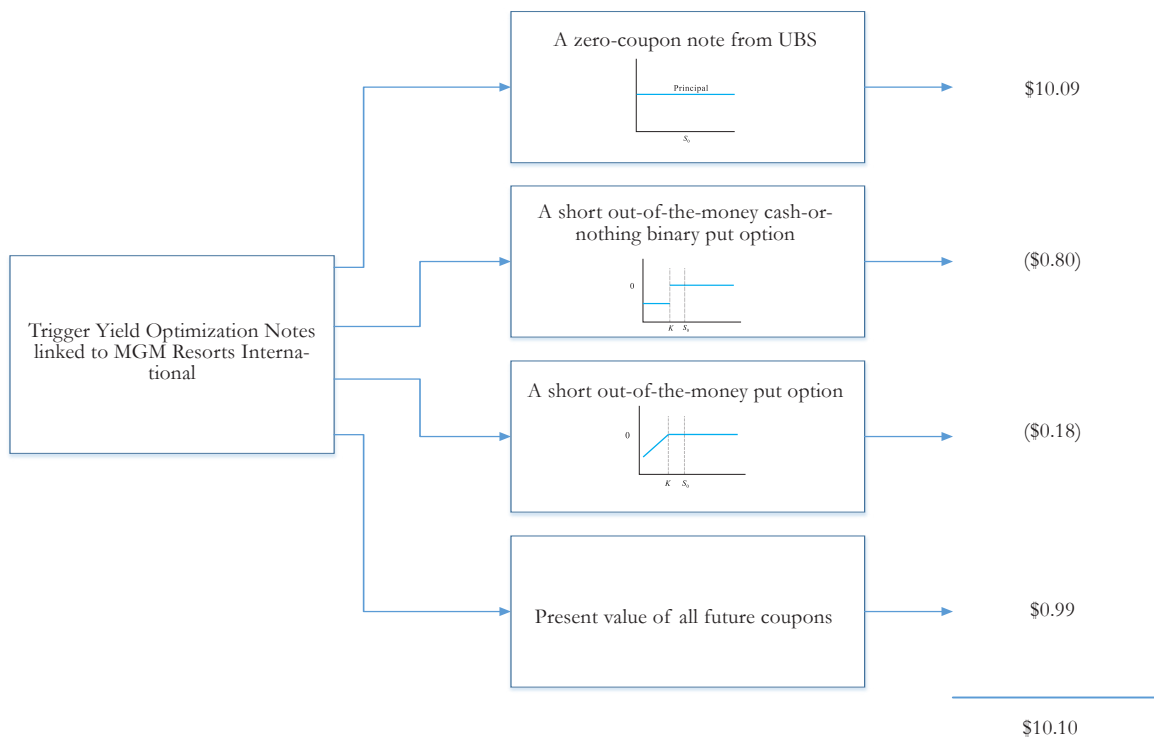 A zero-coupon note from UBS
Principal
S0
$10.09
A short out-of-the-money cash-or-
nothing binary put option
0
K
S0
($0.80)
Trigger Yield Optimization Notes
linked to MGM Resorts Interna-
tional
A short out-of-the-money put option
0
K
S0
($0.18)
Present value of all future coupons
$0.99
$10.10